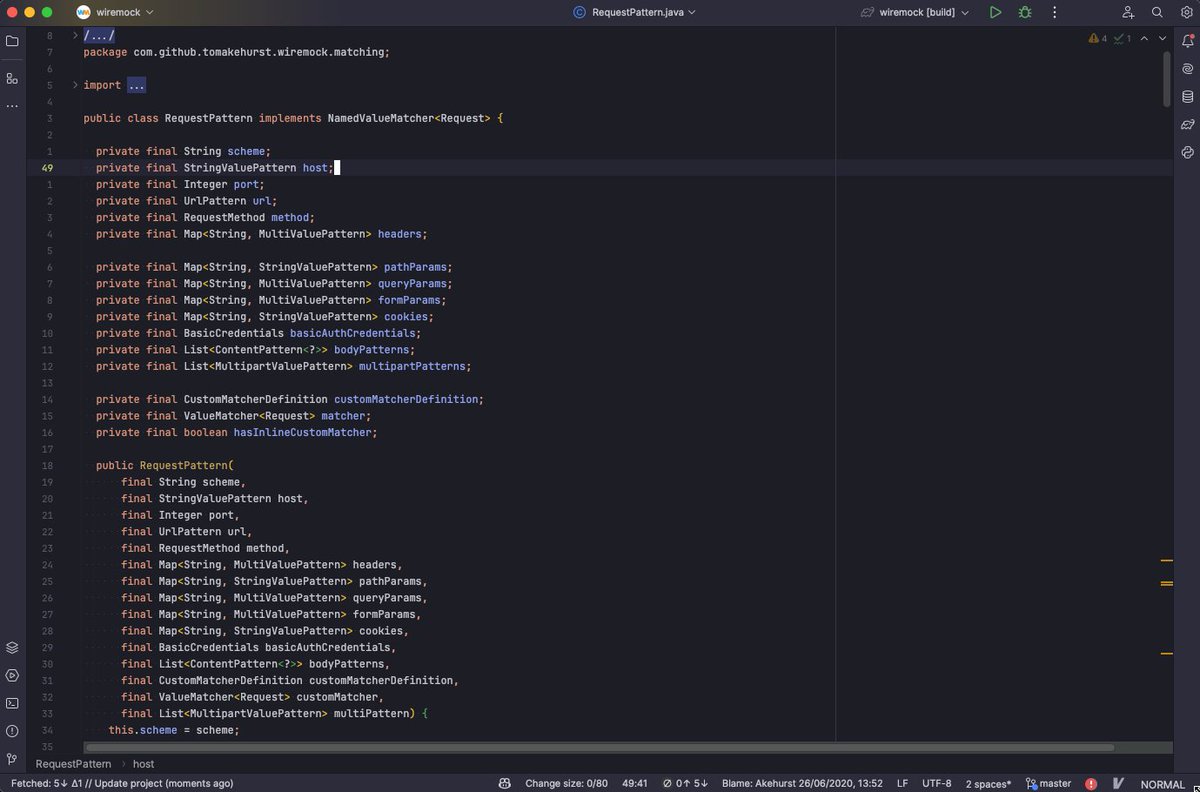 wiremock
RequestPattern.java
wiremock [build]
8 /.../
4 1
7 package com.github.tomakehurst.wiremock.matching;
6
5 import ...
4
3 public class RequestPattern implements NamedValueMatcher<Request> {
2
1 private final String scheme;
49 private final StringValuePattern host;
1 private final Integer port;
2 private final UrlPattern url;
3 private final RequestMethod method;
4 private final Map<String, MultiValuePattern> headers;
5
6 private final Map<String, StringValuePattern> pathParams;
7 private final Map<String, MultiValuePattern> queryParams;
8 private final Map<String, MultiValuePattern> formParams;
9 private final Map<String, StringValuePattern> cookies;
10 private final BasicCredentials basicAuthCredentials;
11 private final List<ContentPattern<?>> bodyPatterns;
12 private final List<MultipartValuePattern> multipartPatterns;
13
14 private final CustomMatcherDefinition customMatcherDefinition;
15 private final ValueMatcher<Request> matcher;
16 private final boolean hasInlineCustomMatcher;
17
18 public RequestPattern(
19 final String scheme,
20 final StringValuePattern host,
21 final Integer port,
22 final UrlPattern url,
23 final RequestMethod method,
24 final Map<String, MultiValuePattern> headers,
25 final Map<String, StringValuePattern> pathParams,
26 final Map<String, MultiValuePattern> queryParams,
27 final Map<String, MultiValuePattern> formParams,
28 final Map<String, StringValuePattern> cookies,
29 final BasicCredentials basicAuthCredentials,
30 final List<ContentPattern<?>> bodyPatterns,
31 final CustomMatcherDefinition customMatcherDefinition,
32 final ValueMatcher<Request> customMatcher,
33 final List<MultipartValuePattern> multiPattern) {
34 this.scheme = scheme;
35
RequestPattern > host
Fetched: 5↓ Δ1 // Update project (moments ago)
Change size: 0/80
49:41
0↑ 5↓
Blame: Akehurst 26/06/2020, 13:52
LF
UTF-8
2 spaces*
master
NORMAL